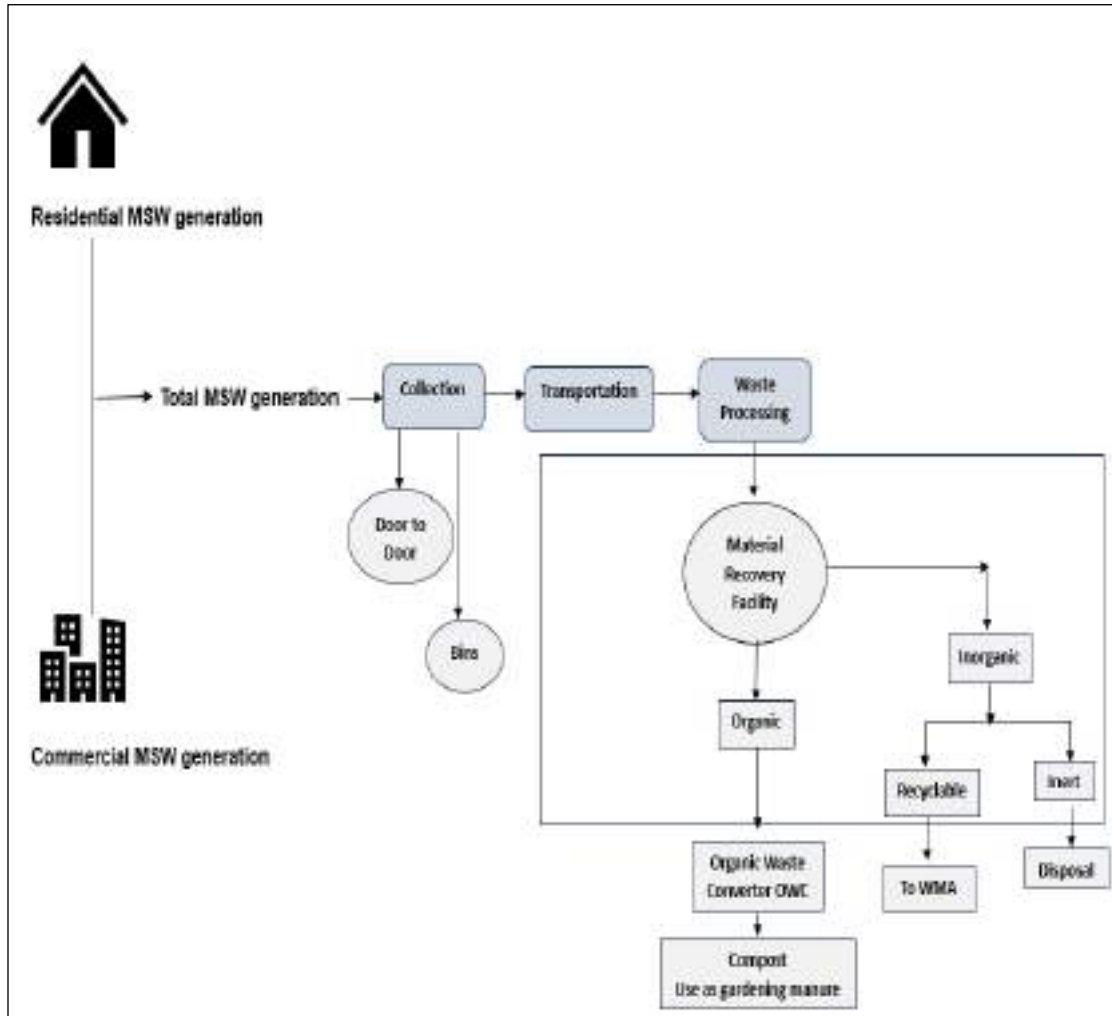 Residential MSW generation
Total MSW generation
Collection
Transportation
Waste
Processing
Door to
Door
Bins
Material
Recovery
Facility
Inorganic
Organic
Commercial MSW generation
Recyclable
Inert
Organic Waste
Converter OWC
To WMA
Disposal
Compost
Use as gardening manure